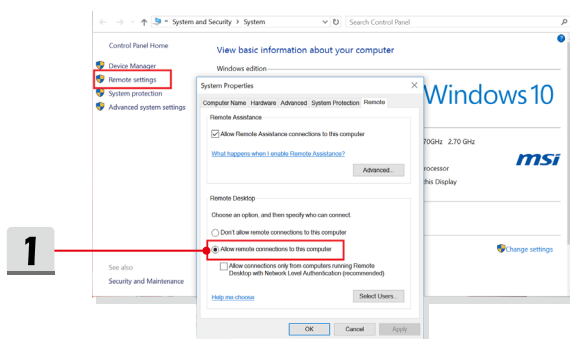 System and Security > System
Search Control Panel
Control Panel Home
Device Manager
Remote settings
System protection
Advanced system settings
See also
Security and Maintenance
View basic information about your computer
Windows edition
Windows 10
70GHz 2.70 GHz
msi
rocessor
this Display
Change settings
System Properties
Computer Name Hardware Advanced System Protection Remote
Remote Assistance
Allow Remote Assistance connections to this computer
What happens when I enable Remote Assistance?
Advanced...
Remote Desktop
Choose an option, and then specify who can connect.
Don't allow remote connections to this computer
Allow remote connections to this computer
Allow connections only from computers running Remote
Desktop with Network Level Authentication (recommended)
Help me choose
Select Users...
OK Cancel Apply
1